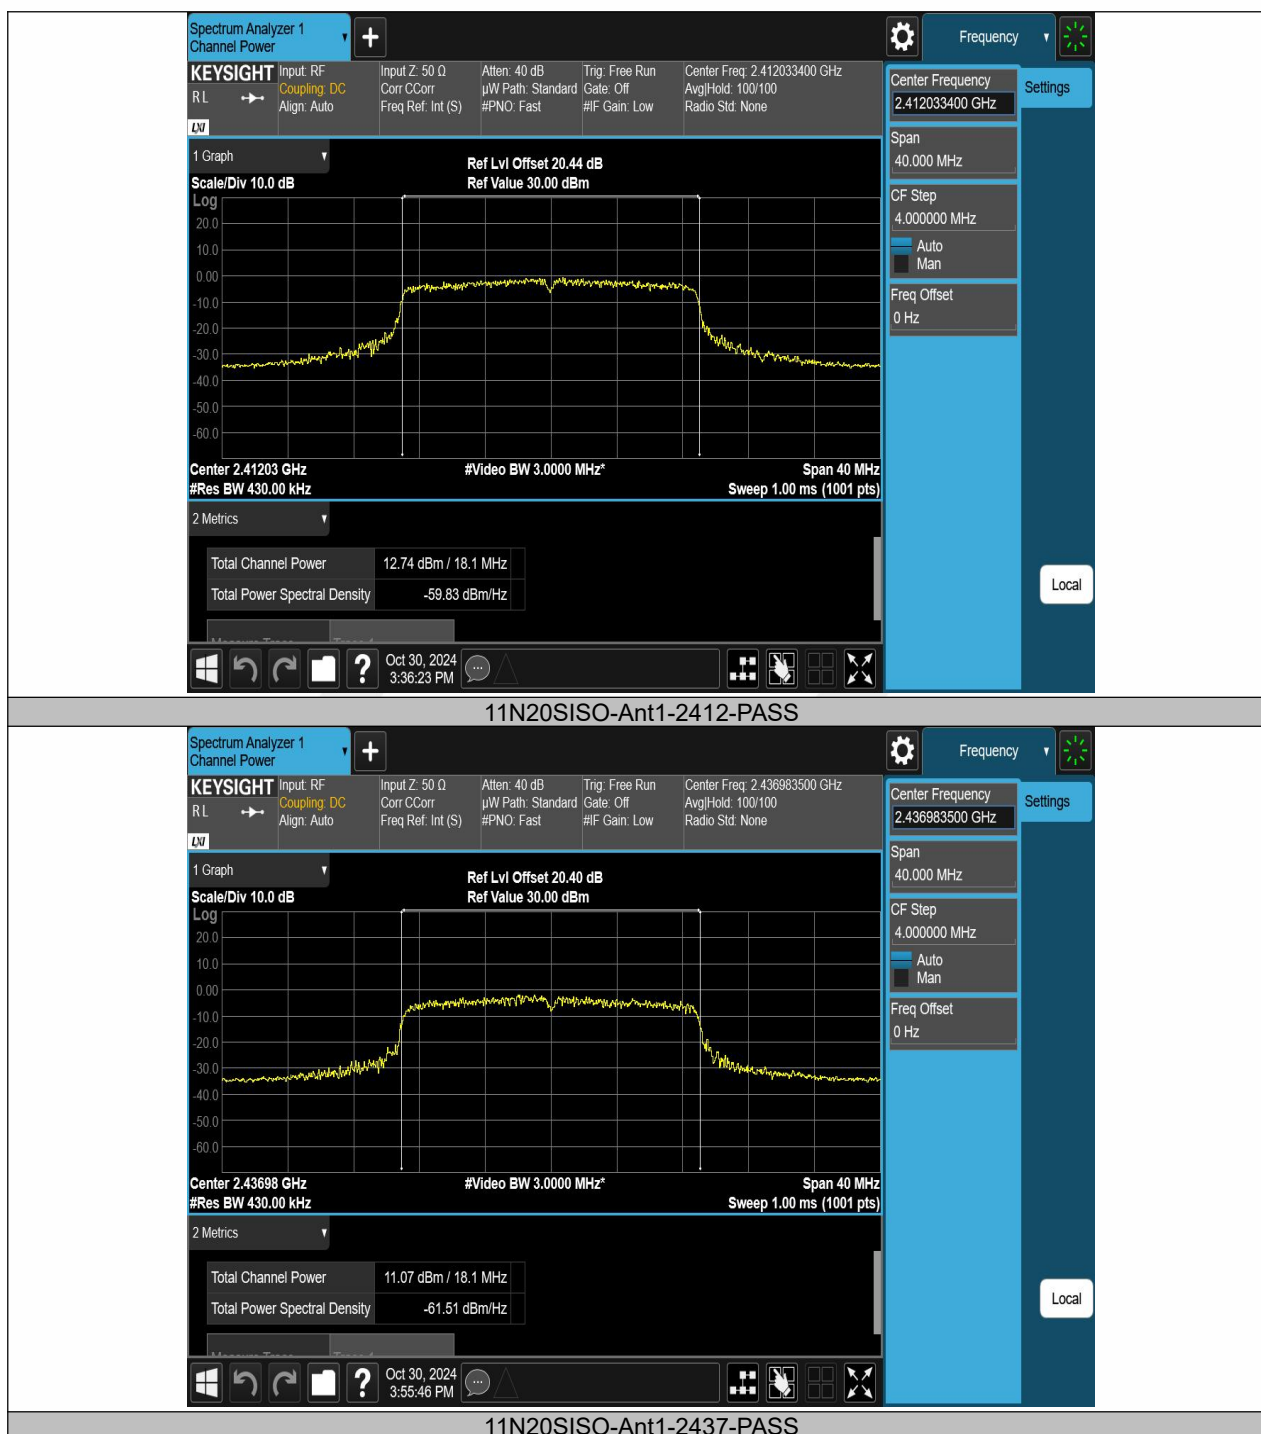 Spectrum Analyzer 1
Channel Power
+
Frequency
KEYSIGHT
R L
LXI
Input: RF
Coupling: DC
Align: Auto
Input Z: 50 Ω
Corr CCorr
Freq Ref: Int (S)
Atten: 40 dB
µW Path: Standard
#PNO: Fast
Trig: Free Run
Gate: Off
#IF Gain: Low
Center Freq: 2.412033400 GHz
Avg|Hold: 100/100
Radio Std: None
Center Frequency
2.412033400 GHz
Settings
Span
40.000 MHz
CF Step
4.000000 MHz
Auto
Man
Freq Offset
0 Hz
Local
1 Graph
Scale/Div 10.0 dB
Ref Lvl Offset 20.44 dB
Ref Value 30.00 dBm
Log
20.0
10.0
0.00
-10.0
-20.0
-30.0
-40.0
-50.0
-60.0
Center 2.41203 GHz
#Video BW 3.0000 MHz*
Span 40 MHz
#Res BW 430.00 kHz
Sweep 1.00 ms (1001 pts)
2 Metrics
Total Channel Power 12.74 dBm / 18.1 MHz
Total Power Spectral Density -59.83 dBm/Hz
?
Oct 30, 2024
3:36:23 PM
11N20SISO-Ant1-2412-PASS
Spectrum Analyzer 1
Channel Power
+
Frequency
KEYSIGHT
R L
LXI
Input: RF
Coupling: DC
Align: Auto
Input Z: 50 Ω
Corr CCorr
Freq Ref: Int (S)
Atten: 40 dB
µW Path: Standard
#PNO: Fast
Trig: Free Run
Gate: Off
#IF Gain: Low
Center Freq: 2.436983500 GHz
Avg|Hold: 100/100
Radio Std: None
Center Frequency
2.436983500 GHz
Settings
Span
40.000 MHz
CF Step
4.000000 MHz
Auto
Man
Freq Offset
0 Hz
Local
1 Graph
Scale/Div 10.0 dB
Ref Lvl Offset 20.40 dB
Ref Value 30.00 dBm
Log
20.0
10.0
0.00
-10.0
-20.0
-30.0
-40.0
-50.0
-60.0
Center 2.43698 GHz
#Video BW 3.0000 MHz*
Span 40 MHz
#Res BW 430.00 kHz
Sweep 1.00 ms (1001 pts)
2 Metrics
Total Channel Power 11.07 dBm / 18.1 MHz
Total Power Spectral Density -61.51 dBm/Hz
?
Oct 30, 2024
3:55:46 PM
11N20SISO-Ant1-2437-PASS